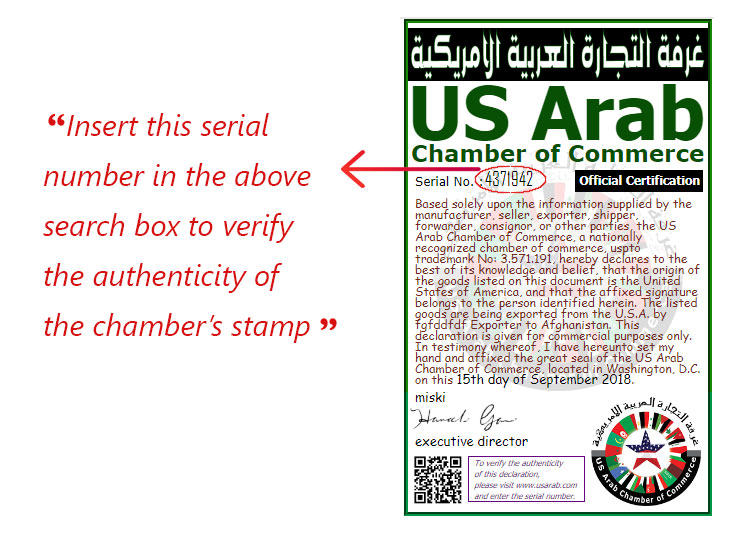 “Insert this serial
number in the above
search box to verify
the authenticity of
the chamber’s stamp ”
غرفة التجارة العربية الامريكية
US Arab
Chamber of Commerce
Serial No. :4371942
Official Certification
Based solely upon the information supplied by the
manufacturer, seller, exporter, shipper,
forwarder, consignor, or other parties, the US
Arab Chamber of Commerce, a nationally
recognized chamber of commerce, uspto
trademark No: 3.571.191, hereby declares to the
best of its knowledge and belief, that the origin of
the goods listed on this document is the United
States of America, and that the affixed signature
belongs to the person identified herein. The listed
goods are being exported from the U.S.A. by
fgfddfdf Exporter to Afghanistan. This
declaration is given for commercial purposes only.
In testimony whereof, I have hereunto set my
hand and affixed the great seal of the US Arab
Chamber of Commerce, located in Washington, D.C.
on this 15th day of September 2018.
miski
executive director
To verify the authenticity
of this declaration,
please visit www.usarab.com
and enter the serial number.
غرفة التجارة العربية الامريكية
US Arab Chamber of Commerce